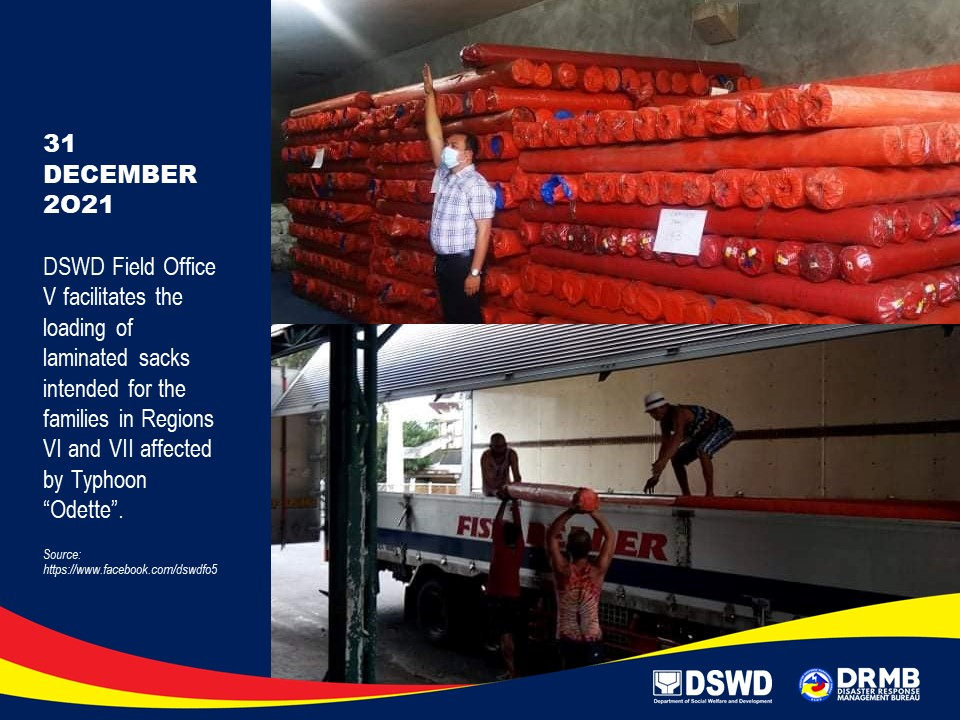 31
DECEMBER
2O21
DSWD Field Office
V facilitates the
loading of
laminated sacks
intended for the
families in Regions
VI and VII affected
by Typhoon
“Odette”.
Source:
https://www.facebook.com/dswdfo5
DSWD
Department of Social Welfare and Development
DRMB
DISASTER RESPONSE
MANAGEMENT BUREAU